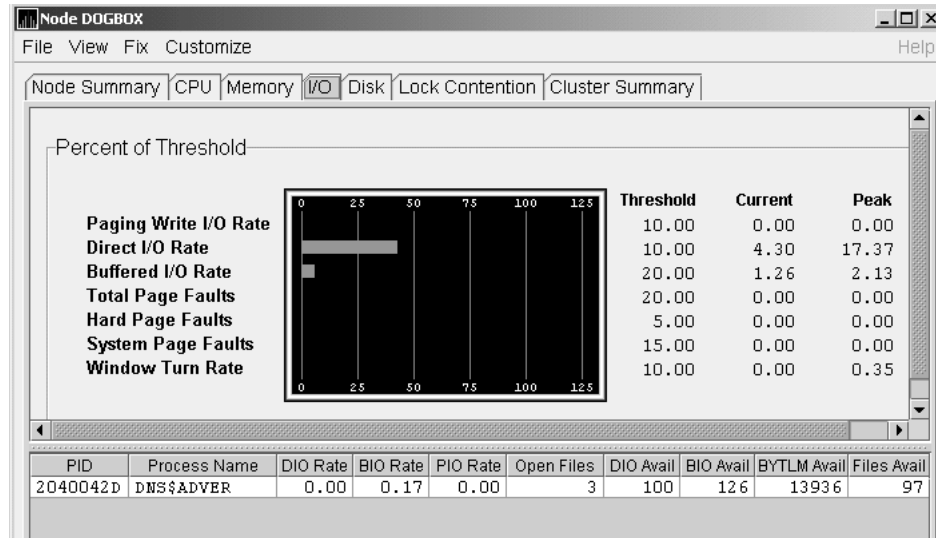 Node DOGBOX
File View Fix Customize Help
Node Summary CPU Memory I/O Disk Lock Contention Cluster Summary
Percent of Threshold
0 25 50 75 100 125 Threshold Current Peak
Paging Write I/O Rate 10.00 0.00 0.00
Direct I/O Rate 10.00 4.30 17.37
Buffered I/O Rate 20.00 1.26 2.13
Total Page Faults 20.00 0.00 0.00
Hard Page Faults 5.00 0.00 0.00
System Page Faults 15.00 0.00 0.00
Window Turn Rate 10.00 0.00 0.35
0 25 50 75 100 125
PID Process Name DIO Rate BIO Rate PIO Rate Open Files DIO Avail BIO Avail BYTLM Avail Files Avail
2040042D DNS$ADVER 0.00 0.17 0.00 3 100 126 13936 97